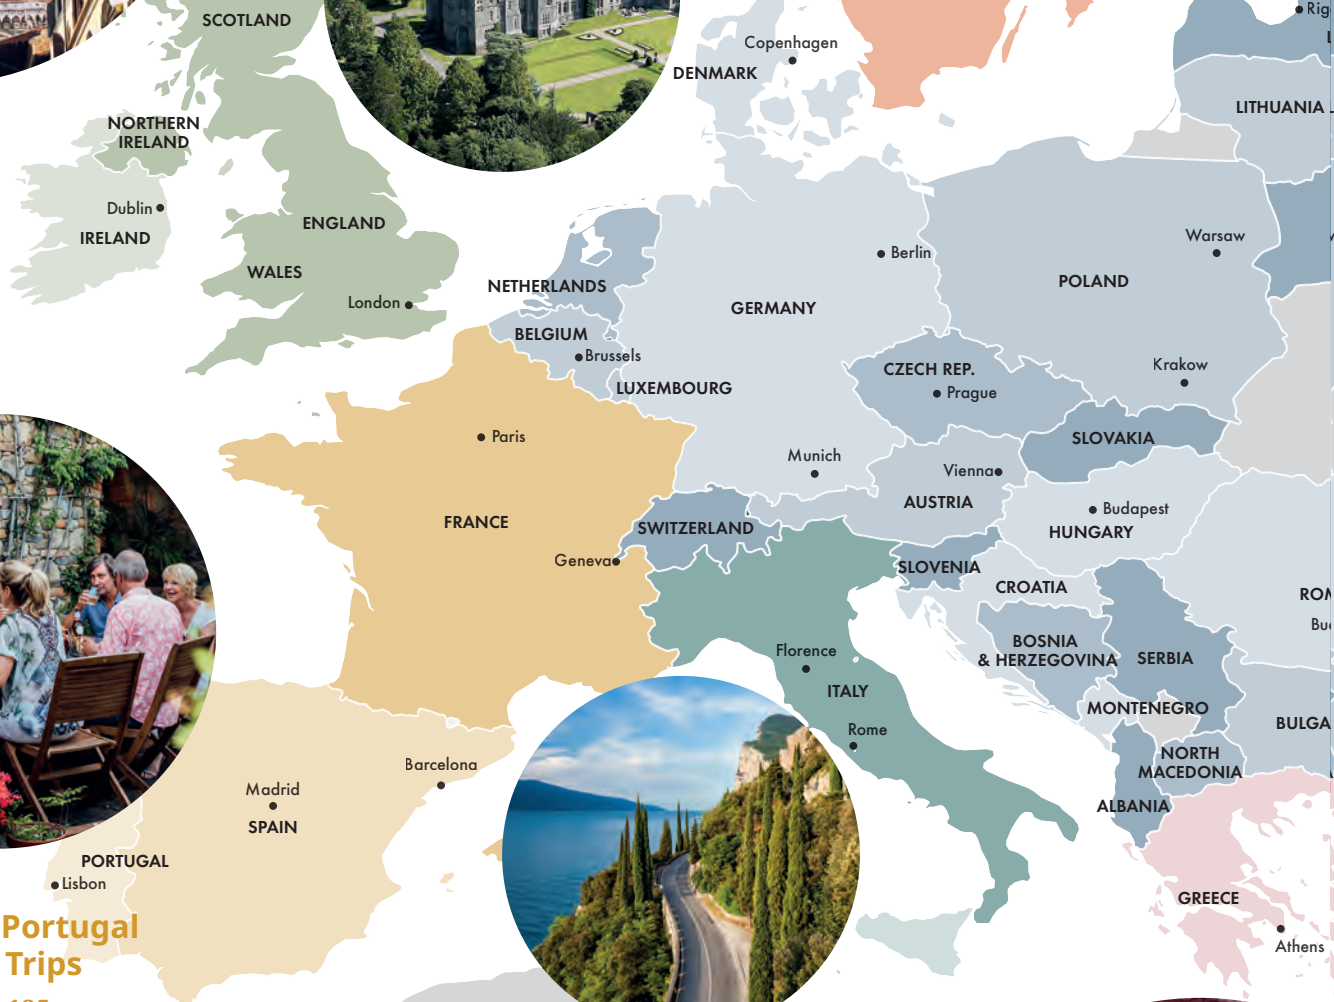 SCOTLAND
Copenhagen
DENMARK
LITHUANIA
NORTHERN
IRELAND
Dublin
IRELAND
ENGLAND
WALES
London
NETHERLANDS
BELGIUM
Brussels
LUXEMBOURG
Berlin
GERMANY
Warsaw
POLAND
Krakow
CZECH REP.
Prague
SLOVAKIA
Paris
FRANCE
Munich
Vienna
AUSTRIA
Budapest
HUNGARY
SWITZERLAND
Geneva
SLOVENIA
CROATIA
BOSNIA
& HERZEGOVINA
SERBIA
Florence
ITALY
Rome
MONTENEGRO
NORTH
MACEDONIA
ALBANIA
Barcelona
Madrid
SPAIN
PORTUGAL
Lisbon
Portugal
Trips
GREECE
Athens